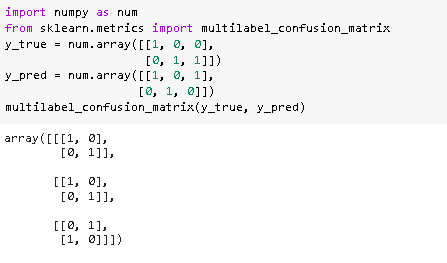 import numpy as num
from sklearn.metrics import multilabel_confusion_matrix
y_true = num.array([[1, 0, 0],
                    [0, 1, 1]])
y_pred = num.array([[1, 0, 1],
                   [0, 1, 0]])
multilabel_confusion_matrix(y_true, y_pred)
array([[[1, 0],
        [0, 1]],
       [[1, 0],
        [0, 1]],
       [[0, 1],
        [1, 0]]])